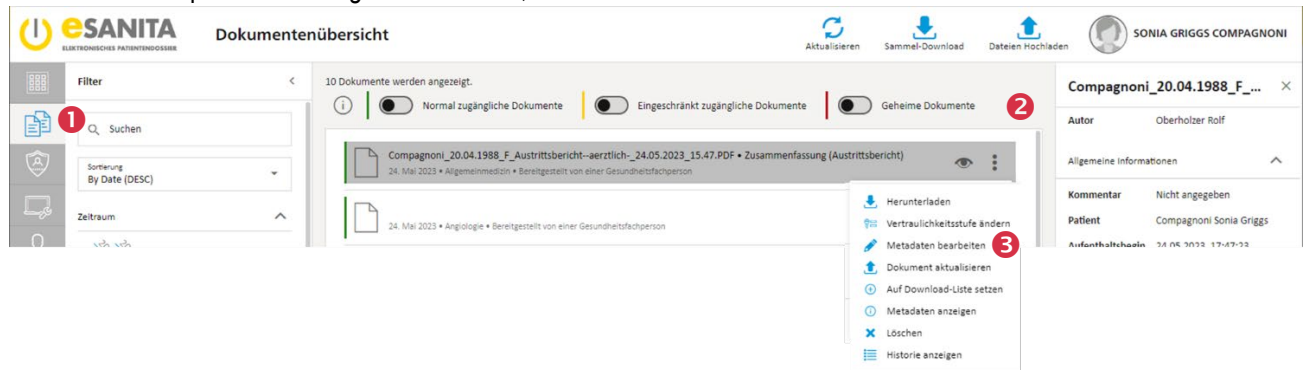 eSANITA
ELEKTRONISCHES PATIENTENDOSSIER
Dokumentenübersicht
Aktualisieren
Sammel-Download
Dateien Hochladen
SONIA GRIGGS COMPAGNONI
Filter
1
Suchen
Sortierung
By Date (DESC)
Zeitraum
10 Dokumente werden angezeigt.
Normal zugängliche Dokumente
Eingeschränkt zugängliche Dokumente
Geheime Dokumente
2
Compagnoni_20.04.1988_F_Austrittsbericht--aerztlich-_24.05.2023_15.47.PDF • Zusammenfassung (Austrittsbericht)
24. Mai 2023 • Allgemeinmedizin • Bereitgestellt von einer Gesundheitsfachperson
24. Mai 2023 • Angiologie • Bereitgestellt von einer Gesundheitsfachperson
Herunterladen
Vertraulichkeitsstufe ändern
Metadaten bearbeiten
3
Dokument aktualisieren
Auf Download-Liste setzen
Metadaten anzeigen
Löschen
Historie anzeigen
Compagnoni_20.04.1988_F_...
Autor Oberholzer Rolf
Allgemeine Informationen
Kommentar Nicht angegeben
Patient Compagnoni Sonia Griggs
Aufenthaltsbegin 24.05.2023, 17:47:23